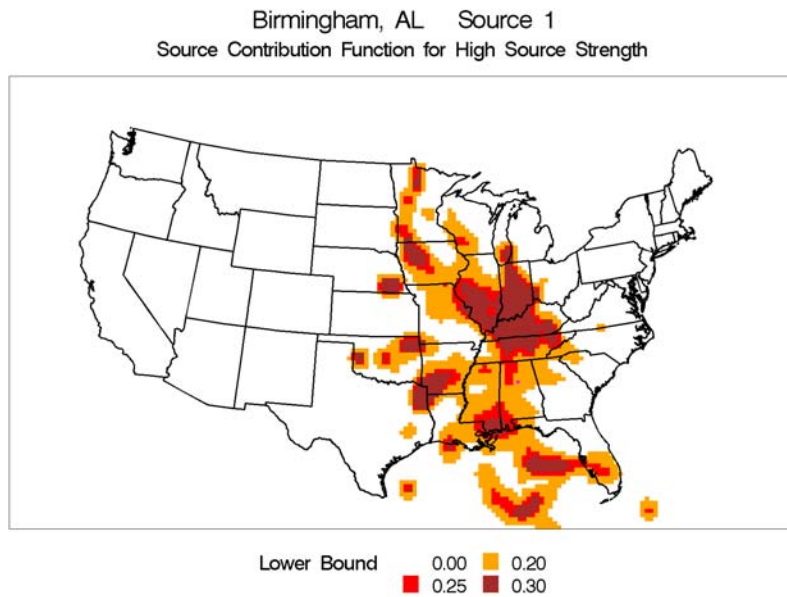 Birmingham, AL Source 1
Source Contribution Function for High Source Strength
Lower Bound 0.00 0.20
0.25 0.30